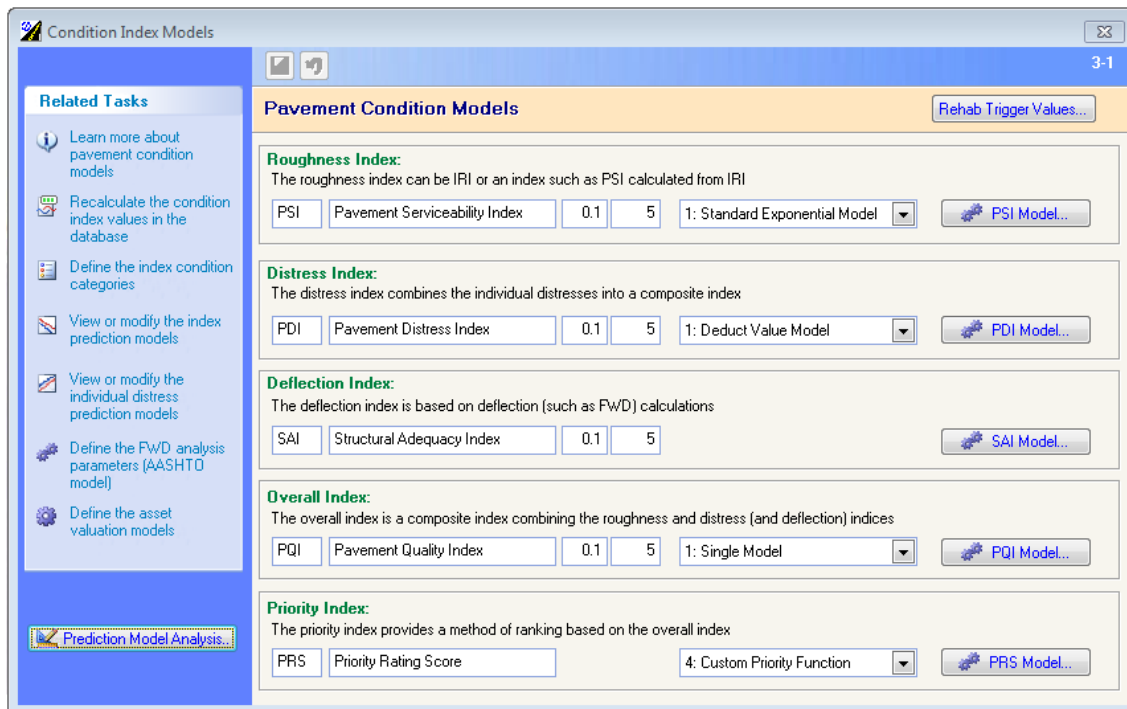 Condition Index Models
3-1
Related Tasks
Learn more about
pavement condition
models
Recalculate the condition
index values in the
database
Define the index condition
categories
View or modify the index
prediction models
View or modify the
individual distress
prediction models
Define the FWD analysis
parameters (AASHTO
model)
Define the asset
valuation models
Prediction Model Analysis..
Pavement Condition Models
Rehab Trigger Values...
Roughness Index:
The roughness index can be IRI or an index such as PSI calculated from IRI
PSI Pavement Serviceability Index 0.1 5 1: Standard Exponential Model PSI Model...
Distress Index:
The distress index combines the individual distresses into a composite index
PDI Pavement Distress Index 0.1 5 1: Deduct Value Model PDI Model...
Deflection Index:
The deflection index is based on deflection (such as FWD) calculations
SAI Structural Adequacy Index 0.1 5 SAI Model...
Overall Index:
The overall index is a composite index combining the roughness and distress (and deflection) indices
PQI Pavement Quality Index 0.1 5 1: Single Model PQI Model...
Priority Index:
The priority index provides a method of ranking based on the overall index
PRS Priority Rating Score 4: Custom Priority Function PRS Model...